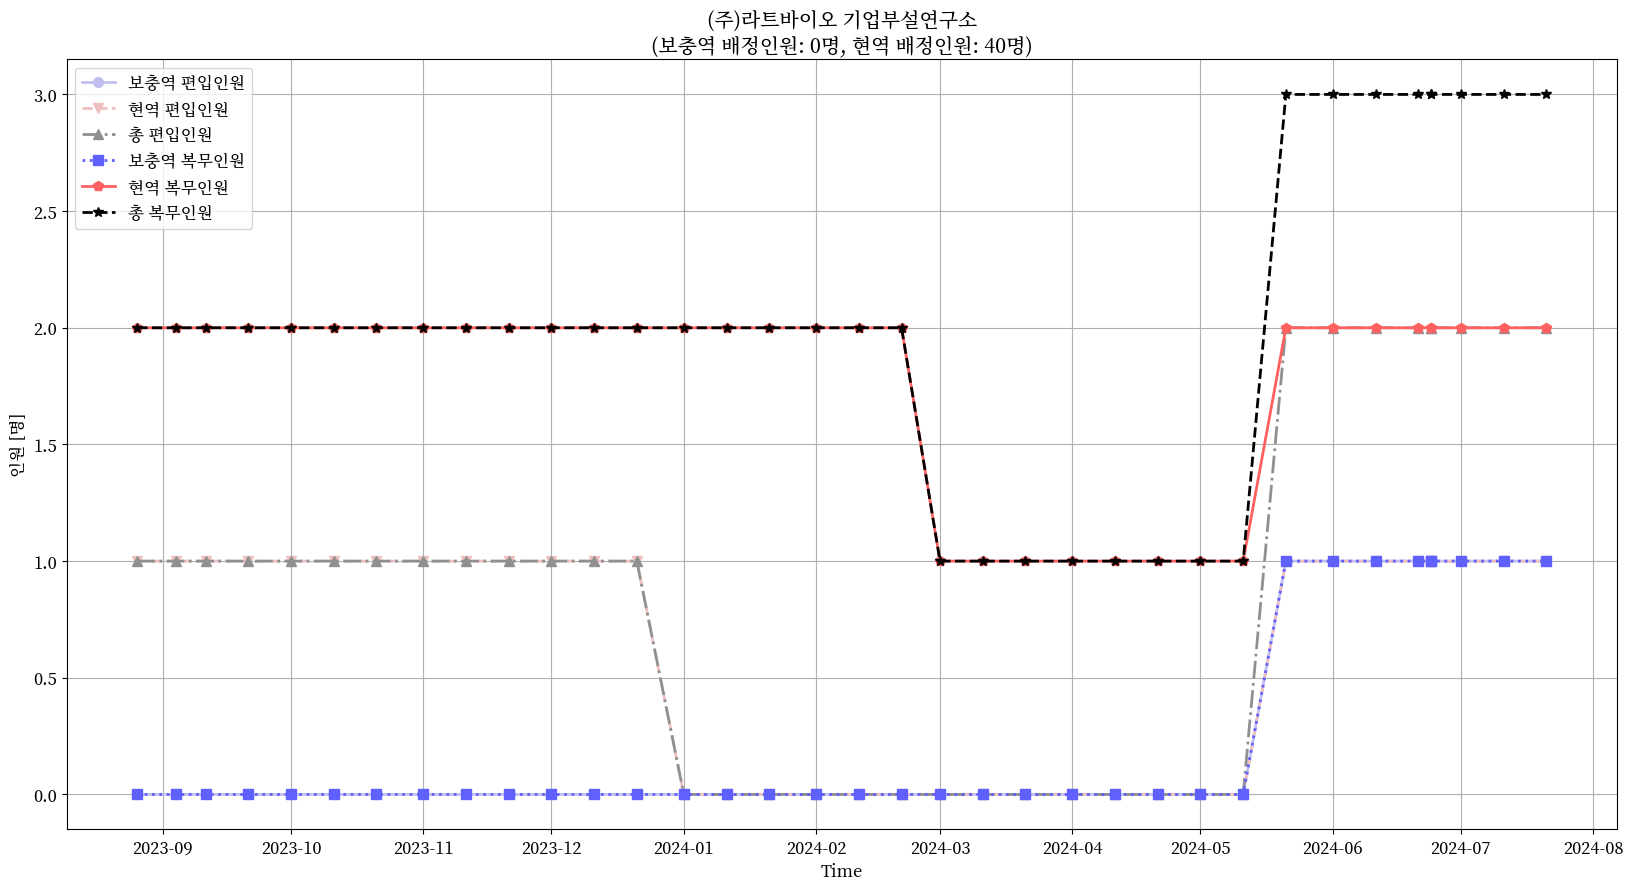 (주)라트바이오 기업부설연구소
(보충역 배정인원: 0명, 현역 배정인원: 40명)
보충역 편입인원
현역 편입인원
총 편입인원
보충역 복무인원
현역 복무인원
총 복무인원
인원 [명]
3.0
2.5
2.0
1.5
1.0
0.5
0.0
2023-09 2023-10 2023-11 2023-12 2024-01 2024-02 2024-03 2024-04 2024-05 2024-06 2024-07 2024-08
Time